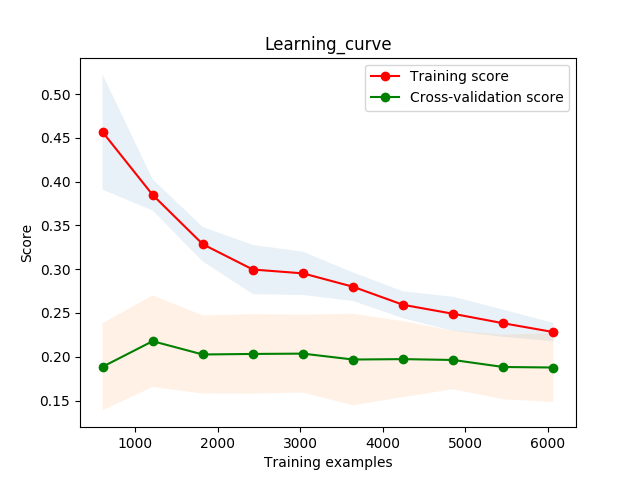 Learning_curve
Training score
Cross-validation score
0.50
0.45
0.40
0.35
0.30
0.25
0.20
0.15
Score
1000 2000 3000 4000 5000 6000
Training examples